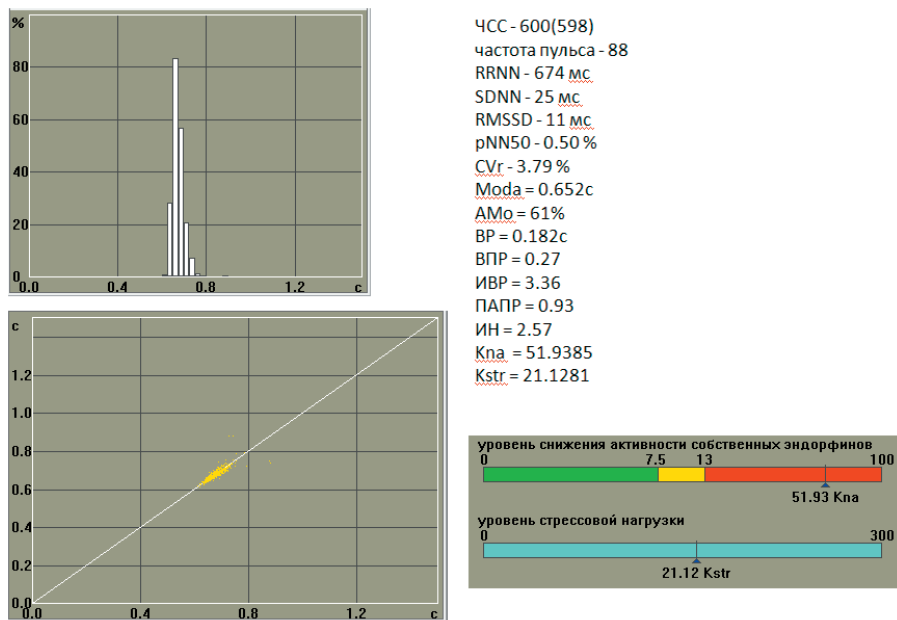 %
80
60
40
20
0
0.0 0.4 0.8 1.2 с
ЧСС - 600(598)
частота пульса - 88
RRNN - 674 мс
SDNN - 25 мс
RMSSD - 11 мс
pNN50 - 0.50 %
CVr - 3.79 %
Moda = 0.652с
АМо = 61%
ВР = 0.182с
ВПР = 0.27
ИВР = 3.36
ПАПР = 0.93
ИН = 2.57
Kna = 51.9385
Kstr = 21.1281
с
1.2
1.0
0.8
0.6
0.4
0.2
0.0
0.0 0.4 0.8 1.2 с
уровень снижения активности собственных эндорфинов
0 7.5 13 100
51.93 Kna
уровень стрессовой нагрузки
0 300
21.12 Kstr